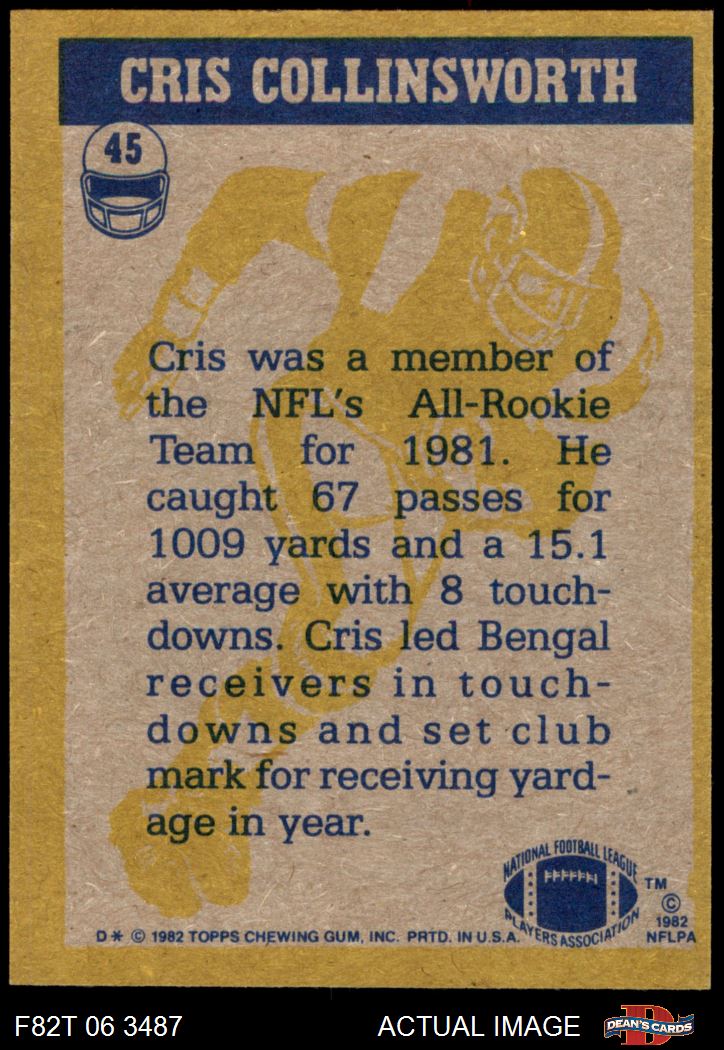 CRIS COLLINSWORTH
45
Cris was a member of
the NFL's All-Rookie
Team for 1981. He
caught 67 passes for
1009 yards and a 15.1
average with 8 touch-
downs. Cris led Bengal
receivers in touch-
downs and set club
mark for receiving yard-
age in year.
NATIONAL FOOTBALL LEAGUE
PLAYERS ASSOCIATION
TM
©
1982
NFLPA
D* © 1982 TOPPS CHEWING GUM, INC. PRTD. IN U.S.A.
F82T 06 3487
ACTUAL IMAGE
D
DEAN'S CARDS